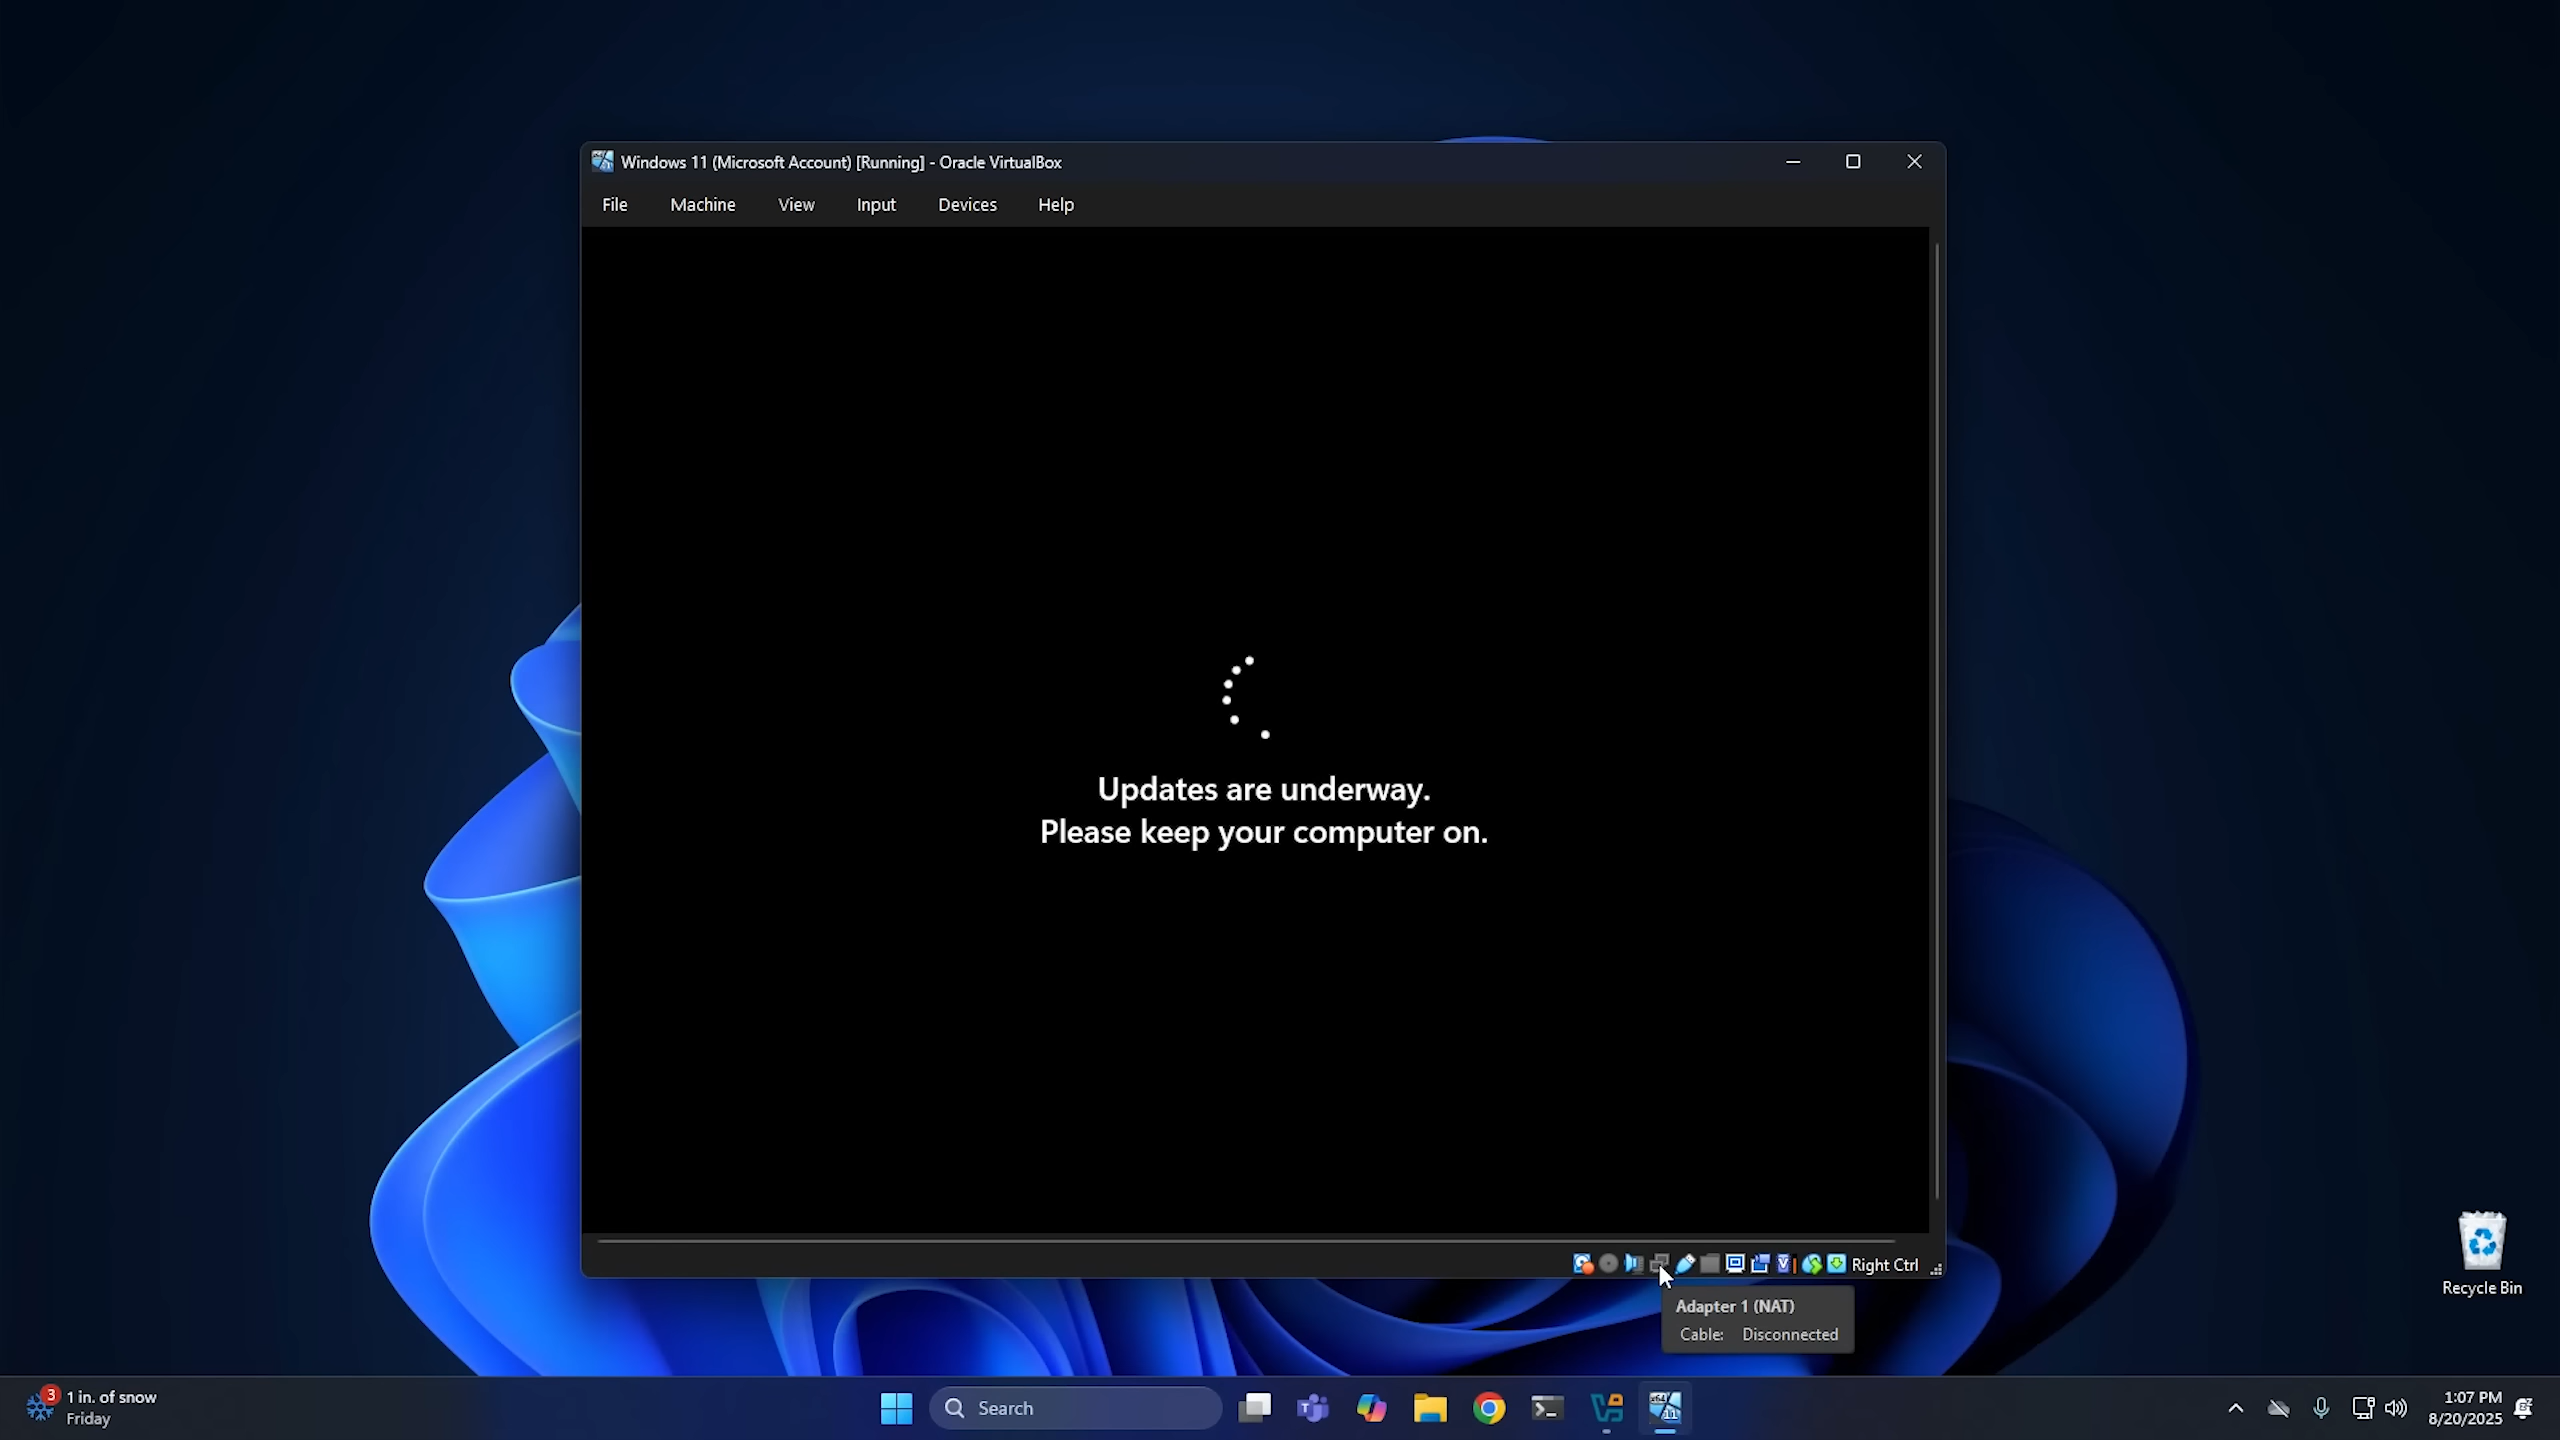 Windows 11 (Microsoft Account) [Running] - Oracle VirtualBox
File Machine View Input Devices Help
Updates are underway.
Please keep your computer on.
Right Ctrl
Adapter 1 (NAT)
Cable: Disconnected
Recycle Bin
3
1 in. of snow
Friday
Search
1:07 PM
8/20/2025